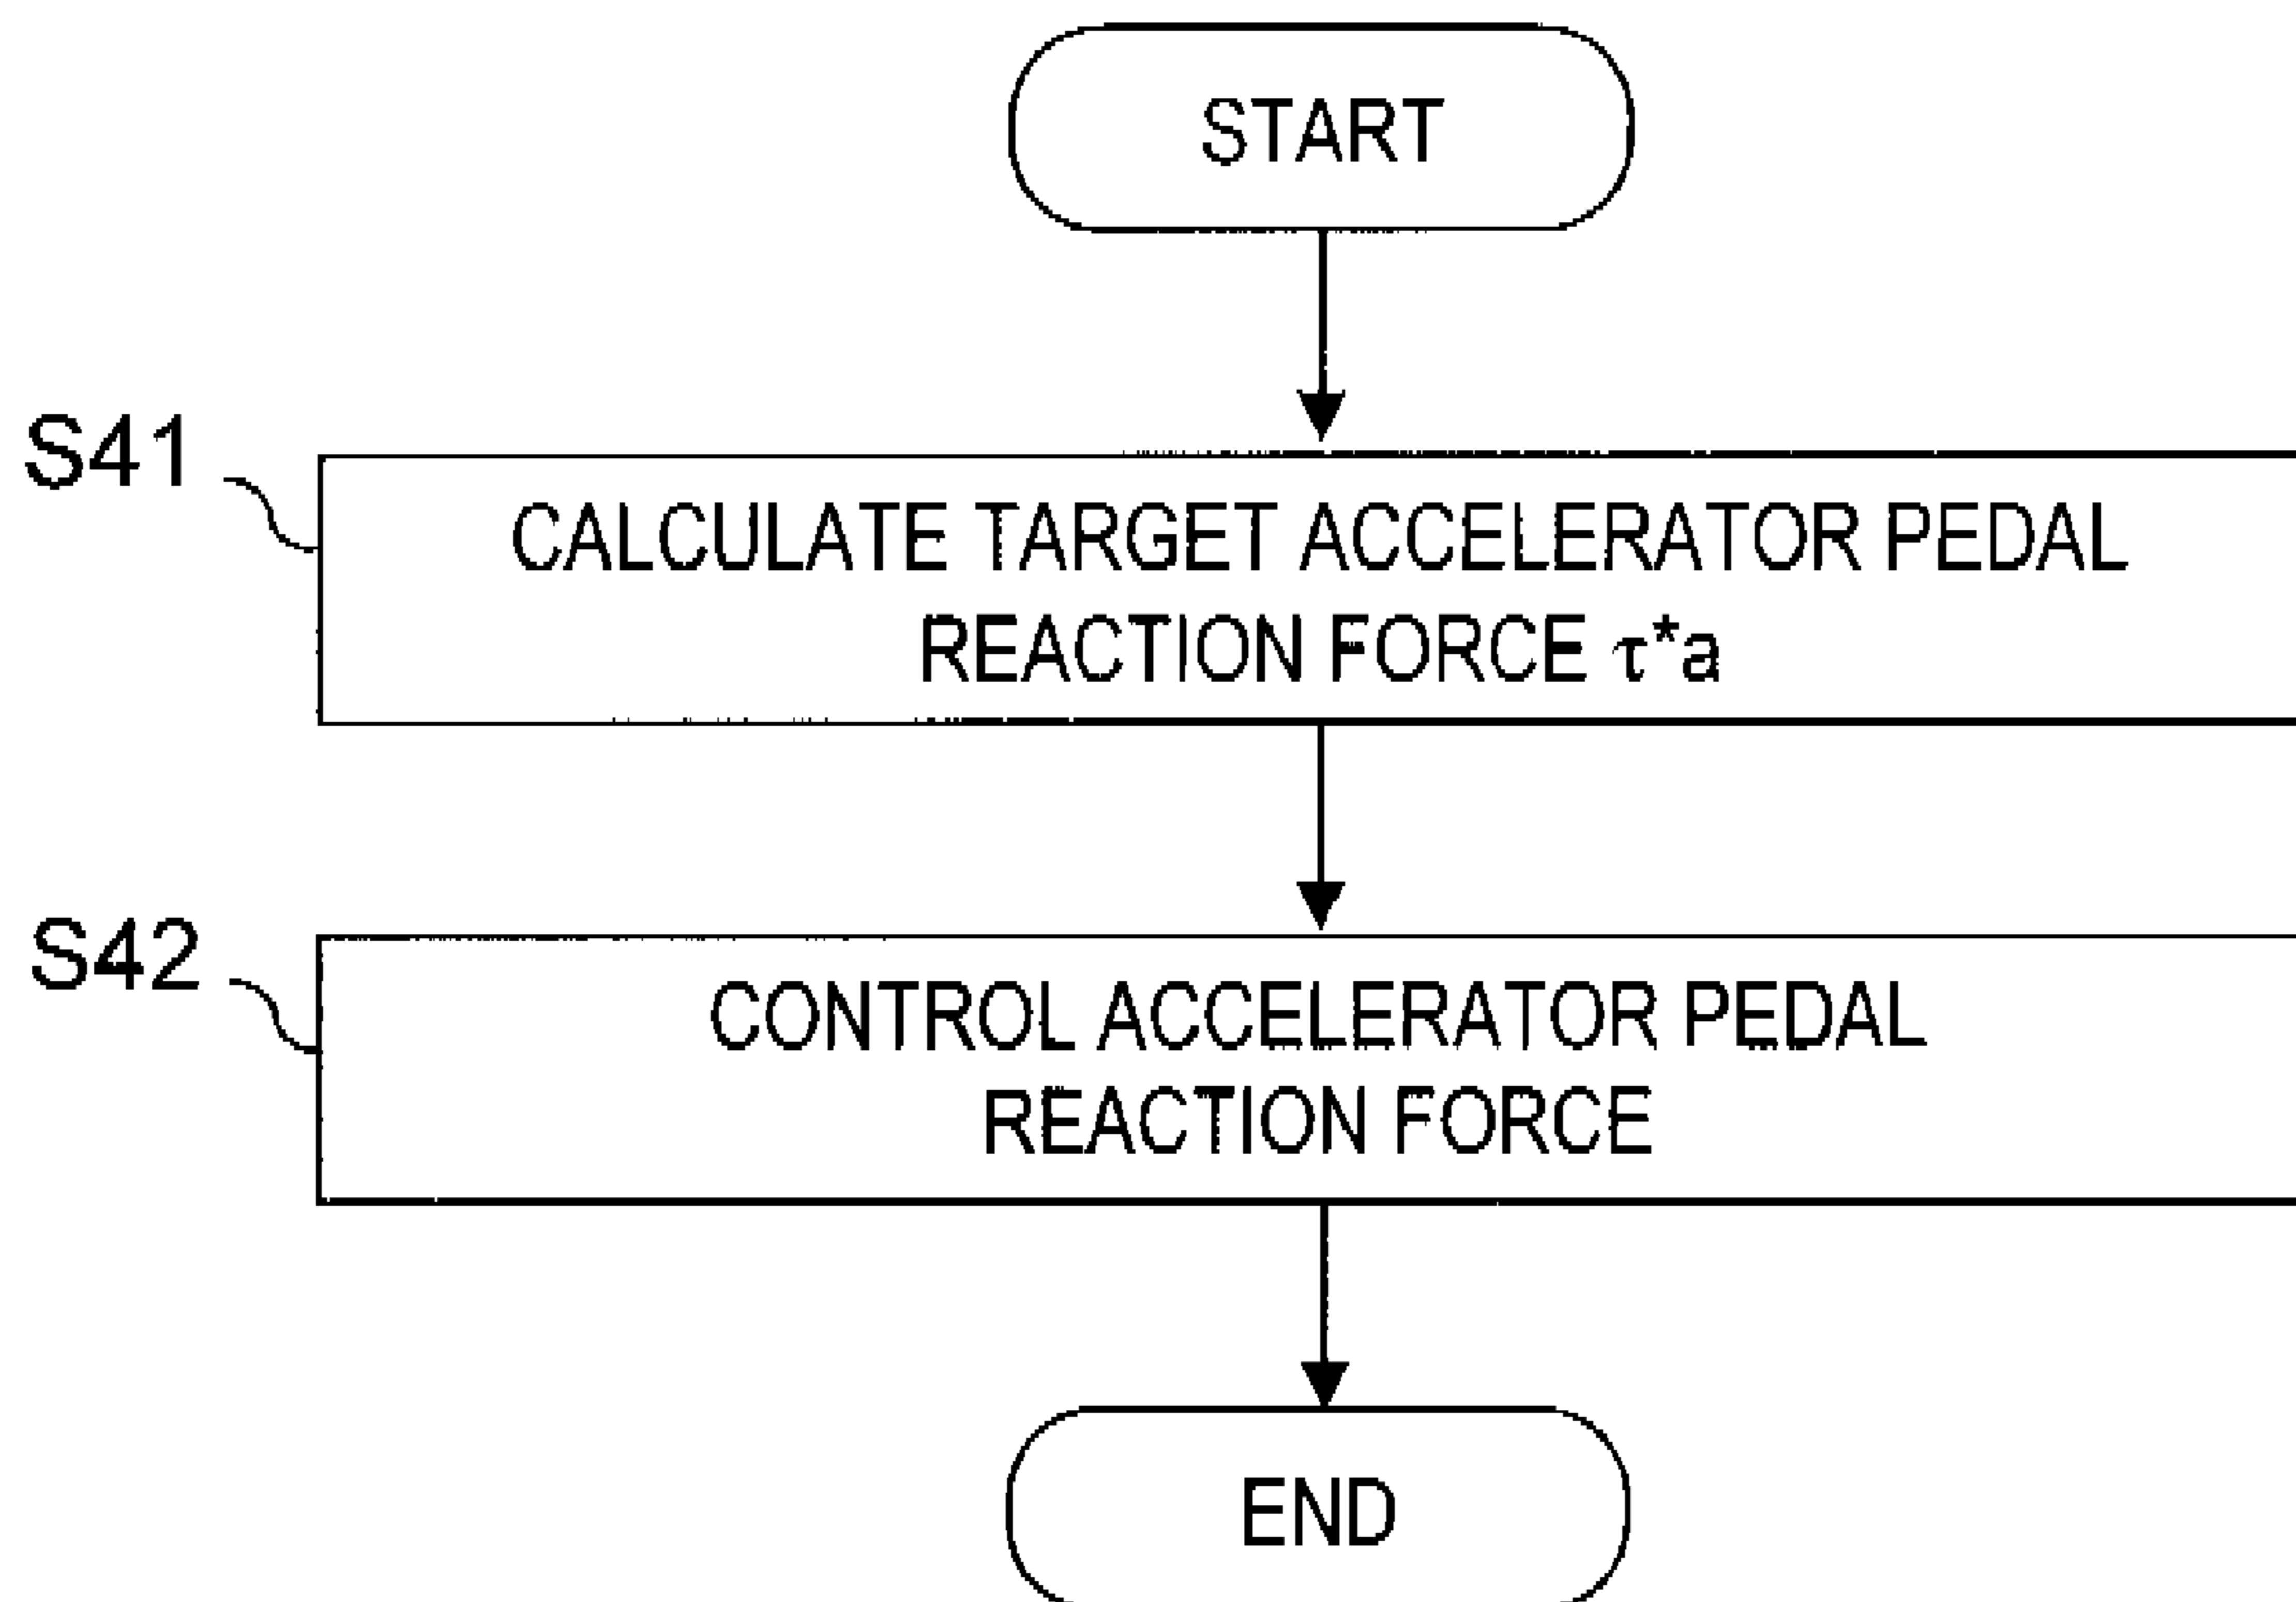 START
S41
CALCULATE TARGET ACCELERATOR PEDAL
REACTION FORCE τ*a
S42
CONTROL ACCELERATOR PEDAL
REACTION FORCE
END